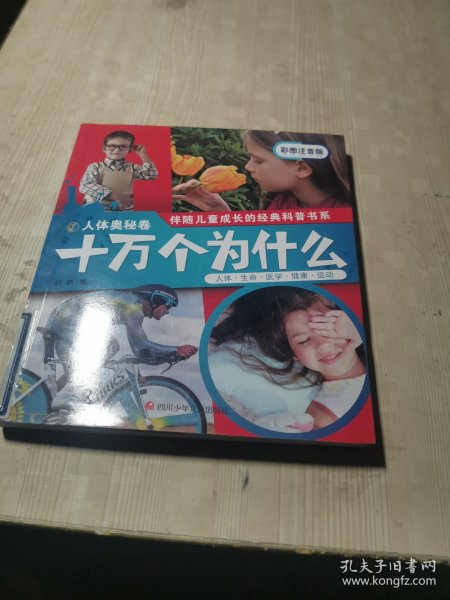 彩图注音版
人体奥秘卷
伴随儿童成长的经典科普书系
十万个为什么
人体·生命·医学·健康·运动
四川少年儿童出版社
孔夫子旧书网
www.kongfz.com